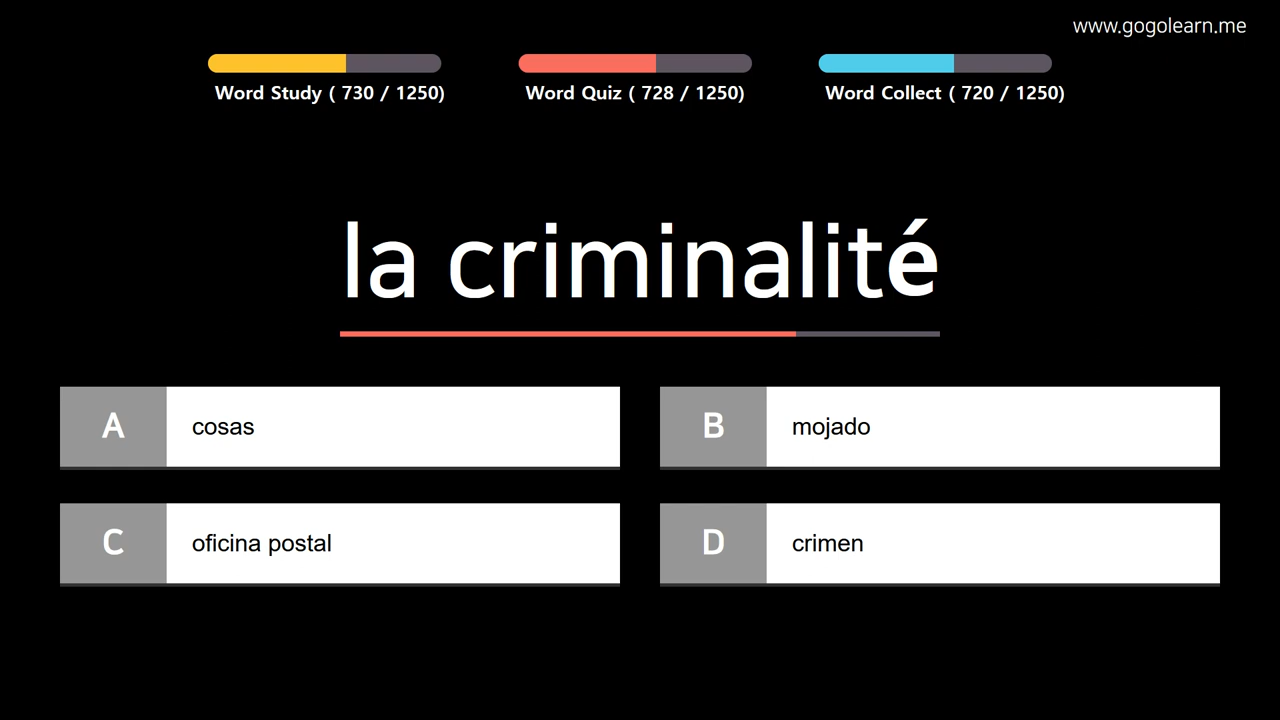 www.gogolearn.me
Word Study ( 730 / 1250)
Word Quiz ( 728 / 1250)
Word Collect ( 720 / 1250)
la criminalité
A
cosas
B
mojado
C
oficina postal
D
crimen